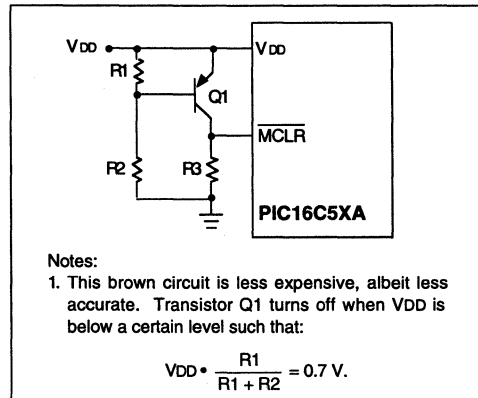 VDD
VDD
R1
Q1
MCLR
R2
R3
PIC16C5XA
Notes:
1. This brown circuit is less expensive, albeit less
accurate. Transistor Q1 turns off when VDD is
below a certain level such that:
VDD • R1 / R1 + R2 = 0.7 V.